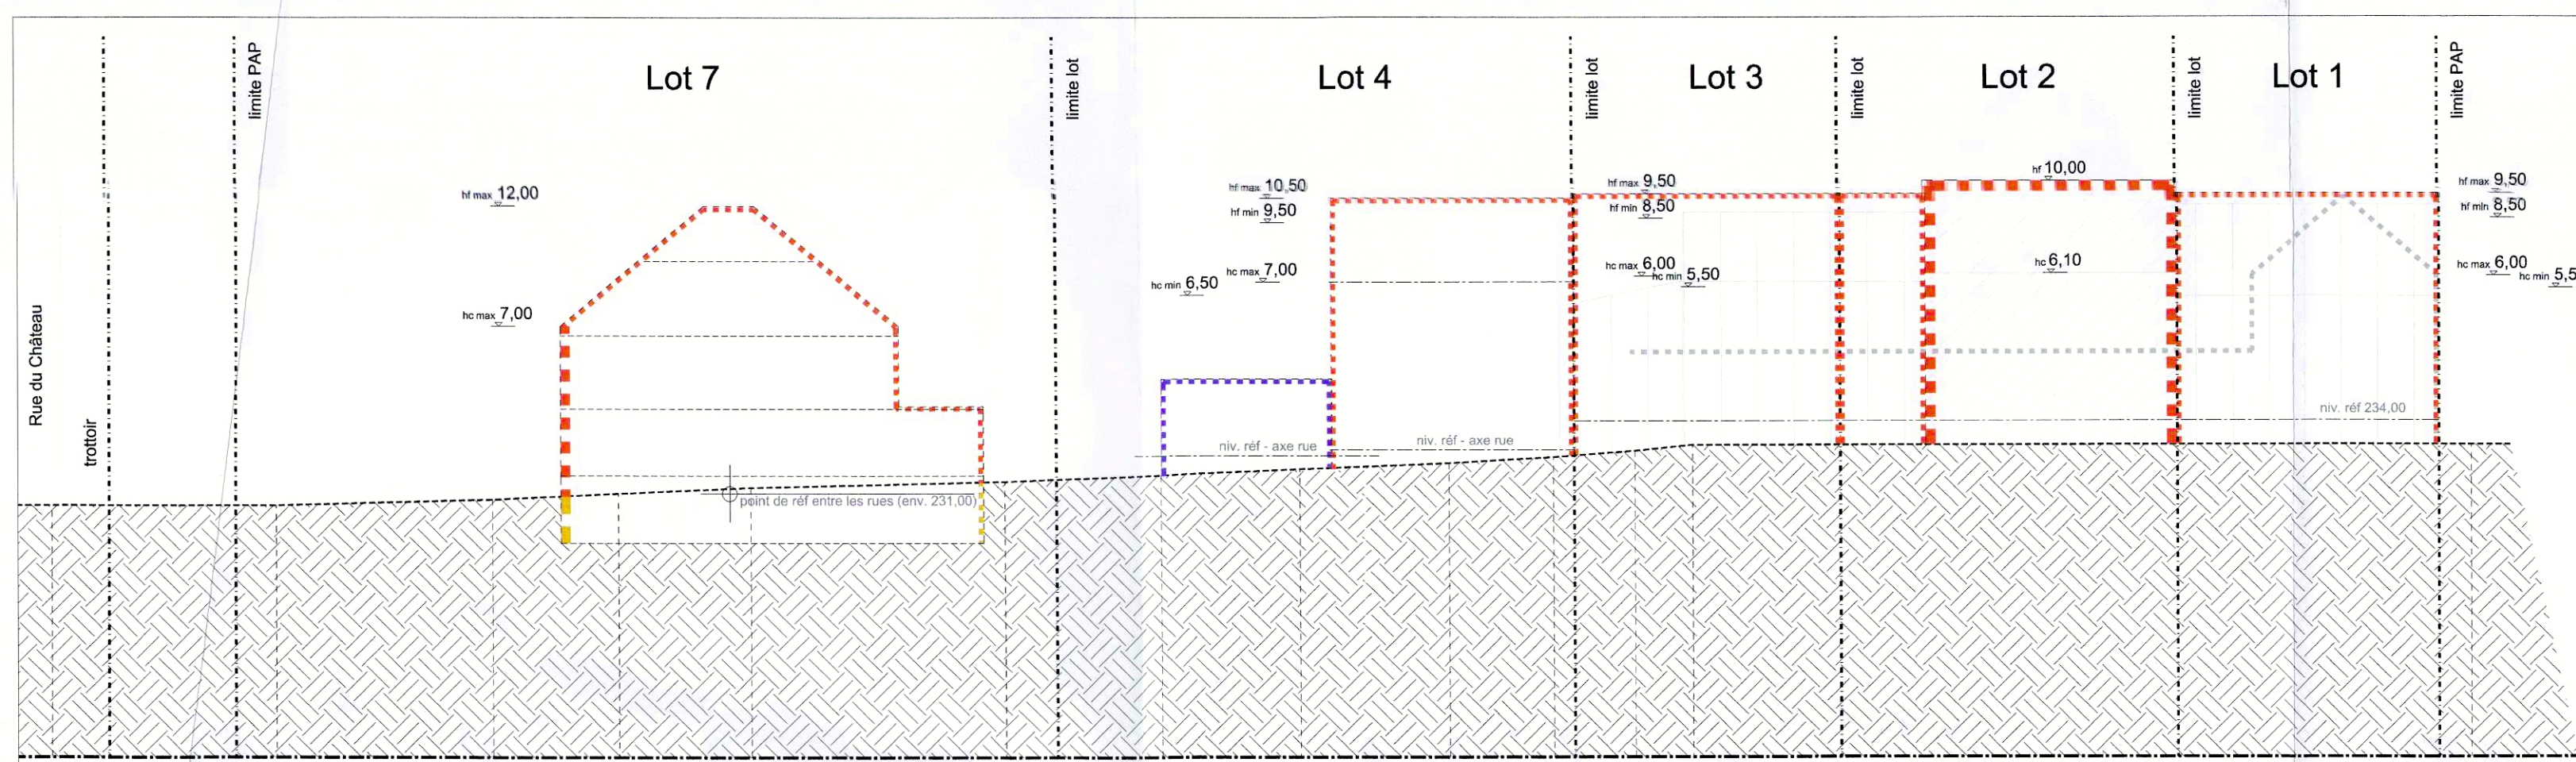 Rue du Château
trottoir
limite PAP
Lot 7
hf max 12,00
hc max 7,00
point de réf entre les rues (env. 231,00)
limite lot
Lot 4
hf max 10,50
hf min 9,50
hc max 7,00
hc min 6,50
niv. réf - axe rue
niv. réf - axe rue
limite lot
Lot 3
hf max 9,50
hf min 8,50
hc max 6,00
hc min 5,50
limite lot
Lot 2
hf 10,00
hc 6,10
limite lot
Lot 1
niv. réf 234,00
limite PAP
hf max 9,50
hf min 8,50
hc max 6,00
hc min 5,5